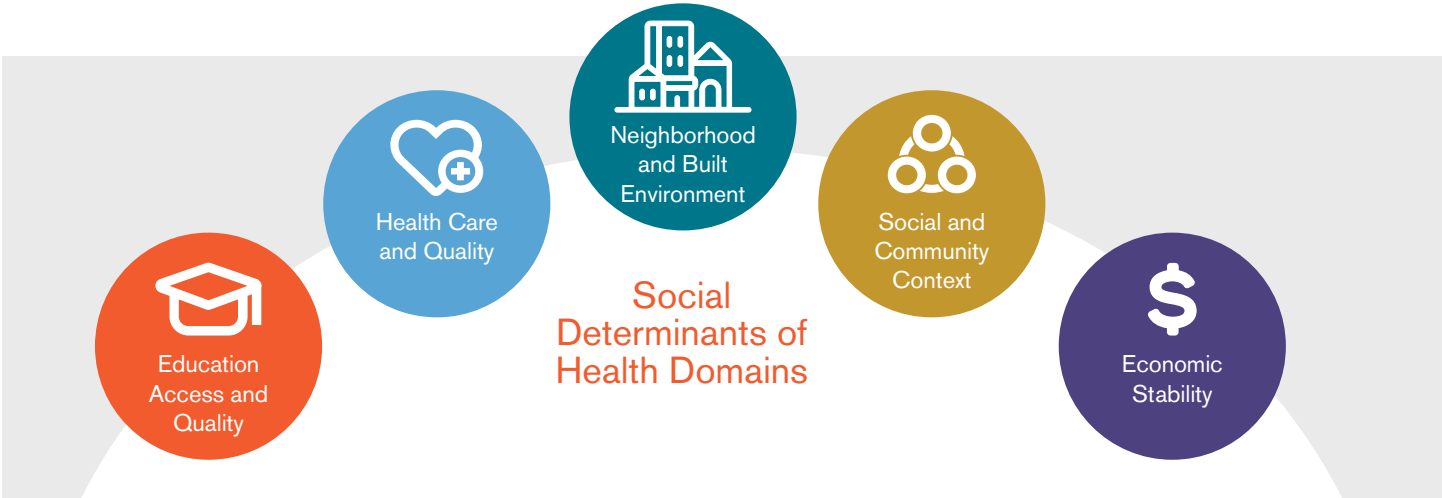 Neighborhood
and Built
Environment
Health Care
and Quality
Social and
Community
Context
Education
Access and
Quality
Social
Determinants of
Health Domains
Economic
Stability